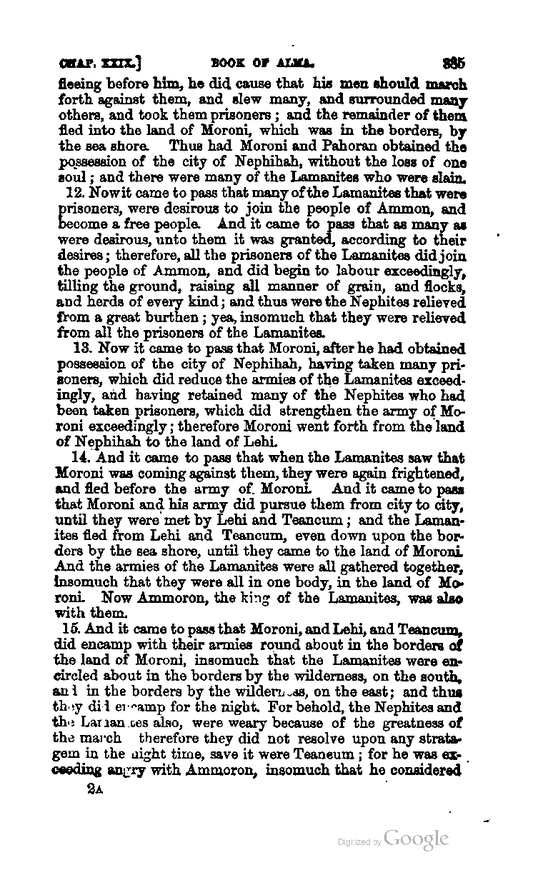 CHAP. XXIX.] BOOK OF ALMA. 385
fleeing before him, he did cause that his men should march
forth against them, and slew many, and surrounded many
others, and took them prisoners; and the remainder of them
fled into the land of Moroni, which was in the borders, by
the sea shore. Thus had Moroni and Pahoran obtained the
possession of the city of Nephihah, without the loss of one
soul; and there were many of the Lamanites who were slain.
12. Now it came to pass that many of the Lamanites that were
prisoners, were desirous to join the people of Ammon, and
become a free people. And it came to pass that as many as
were desirous, unto them it was granted, according to their
desires; therefore, all the prisoners of the Lamanites did join
the people of Ammon, and did begin to labour exceedingly,
tilling the ground, raising all manner of grain, and flocks,
and herds of every kind; and thus were the Nephites relieved
from a great burthen; yea, insomuch that they were relieved
from all the prisoners of the Lamanites.
13. Now it came to pass that Moroni, after he had obtained
possession of the city of Nephihah, having taken many pri-
soners, which did reduce the armies of the Lamanites exceed-
ingly, and having retained many of the Nephites who had
been taken prisoners, which did strengthen the army of Mo-
roni exceedingly; therefore Moroni went forth from the land
of Nephihah to the land of Lehi.
14. And it came to pass that when the Lamanites saw that
Moroni was coming against them, they were again frightened,
and fled before the army of Moroni. And it came to pass
that Moroni and his army did pursue them from city to city,
until they were met by Lehi and Teancum; and the Laman-
ites fled from Lehi and Teancum, even down upon the bor-
ders by the sea shore, until they came to the land of Moroni.
And the armies of the Lamanites were all gathered together,
insomuch that they were all in one body, in the land of Mo-
roni. Now Ammoron, the king of the Lamanites, was also
with them.
15. And it came to pass that Moroni, and Lehi, and Teancum,
did encamp with their armies round about in the borders of
the land of Moroni, insomuch that the Lamanites were en-
circled about in the borders by the wilderness, on the south,
and in the borders by the wilderness, on the east; and thus
they did encamp for the night. For behold, the Nephites and
the Lamanites also, were weary because of the greatness of
the march therefore they did not resolve upon any strata-
gem in the night time, save it were Teaneum; for he was ex-
ceeding angry with Ammoron, insomuch that he considered
2A
Digitized by Google